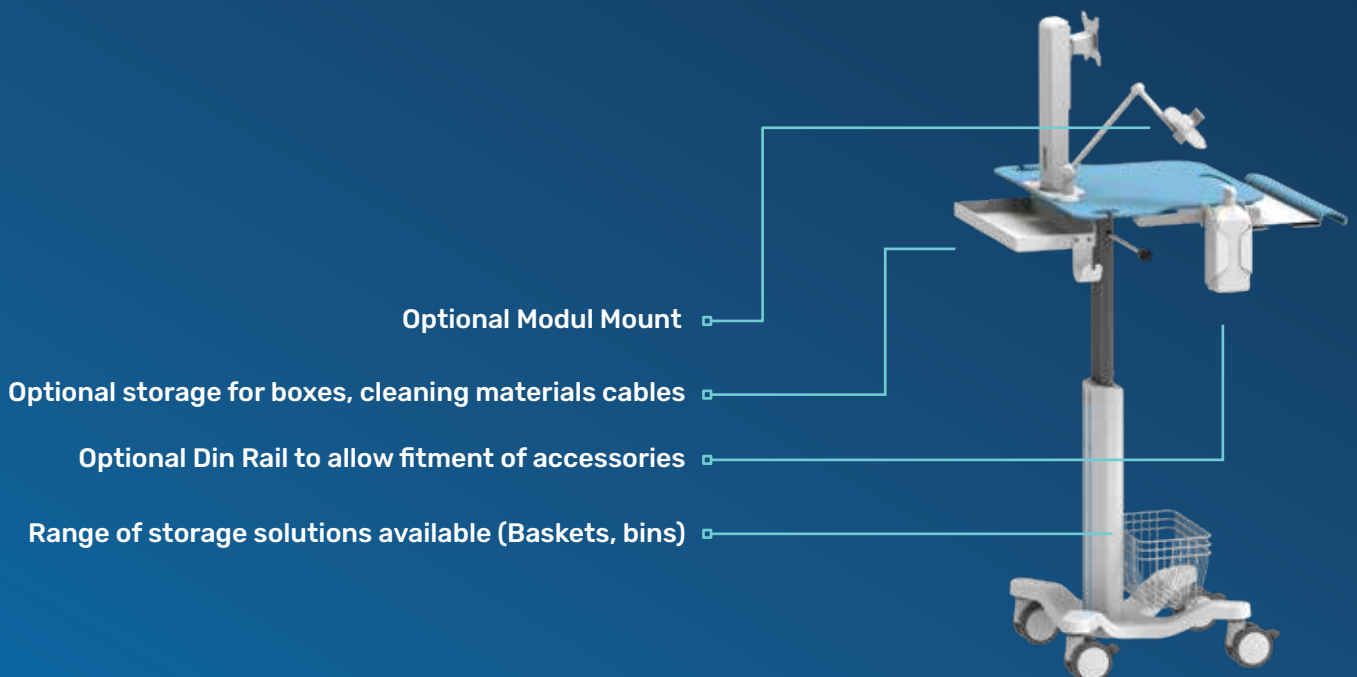 Optional Modul Mount
Optional storage for boxes, cleaning materials cables
Optional Din Rail to allow fitment of accessories
Range of storage solutions available (Baskets, bins)